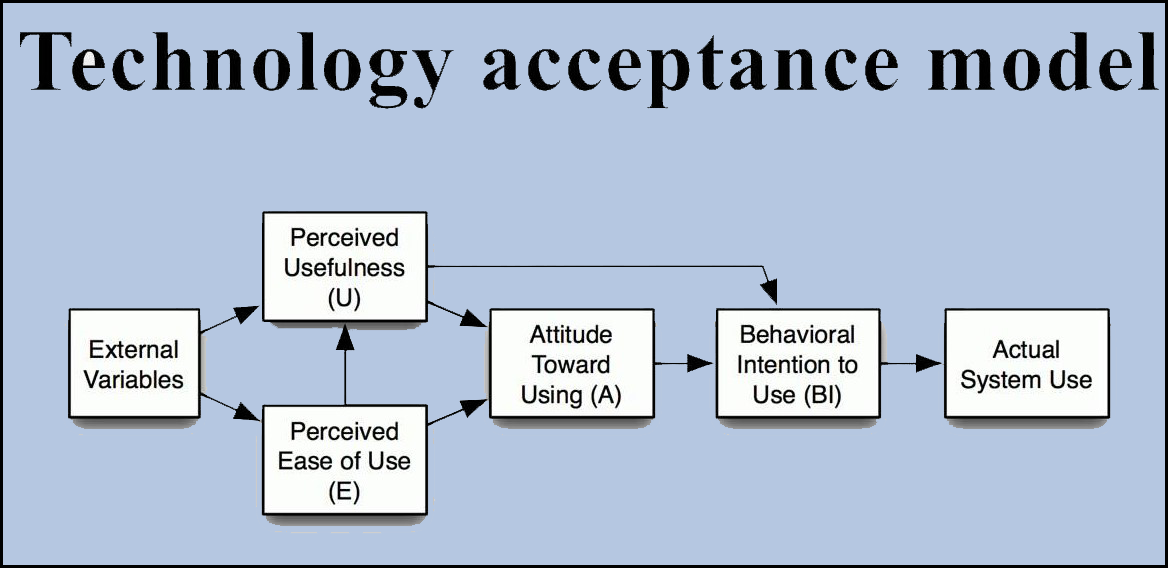 Technology acceptance model
Perceived
Usefulness
(U)
External
Variables
Perceived
Ease of Use
(E)
Attitude
Toward
Using (A)
Behavioral
Intention to
Use (BI)
Actual
System Use